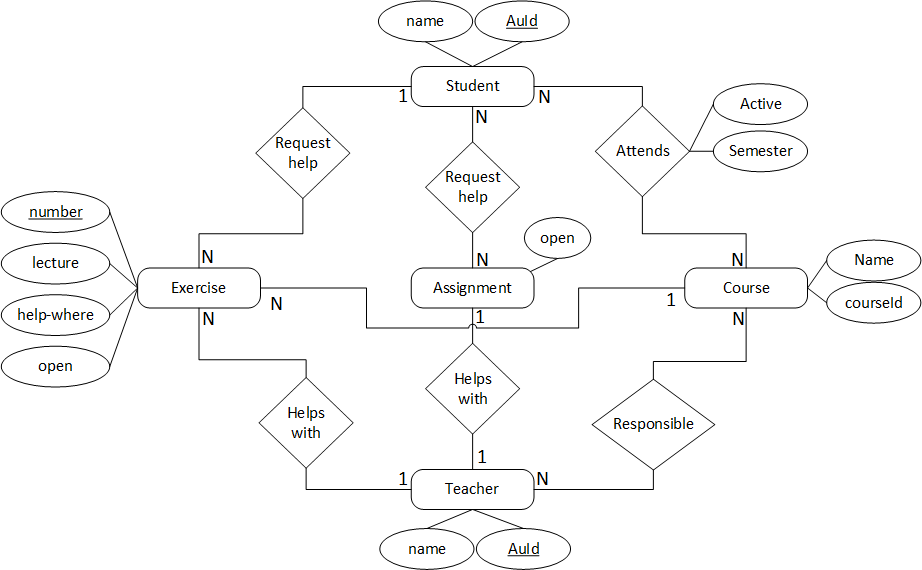 name
AuId
Student
1
N
N
Request
help
Request
help
Attends
Active
Semester
number
lecture
help-where
open
N
N
N
open
Name
courseId
Exercise
Assignment
Course
N
1
N
1
N
Helps
with
Helps
with
Responsible
1
1
N
Teacher
name
AuId